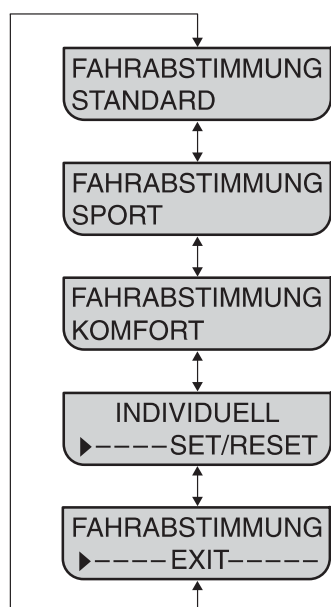 FAHRABSTIMMUNG
STANDARD
FAHRABSTIMMUNG
SPORT
FAHRABSTIMMUNG
KOMFORT
INDIVIDUELL
▶----SET/RESET
FAHRABSTIMMUNG
▶----EXIT-----